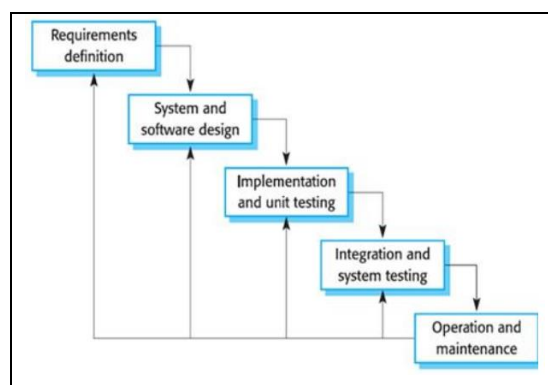 Requirements
definition
System and
software design
Implementation
and unit testing
Integration and
system testing
Operation and
maintenance